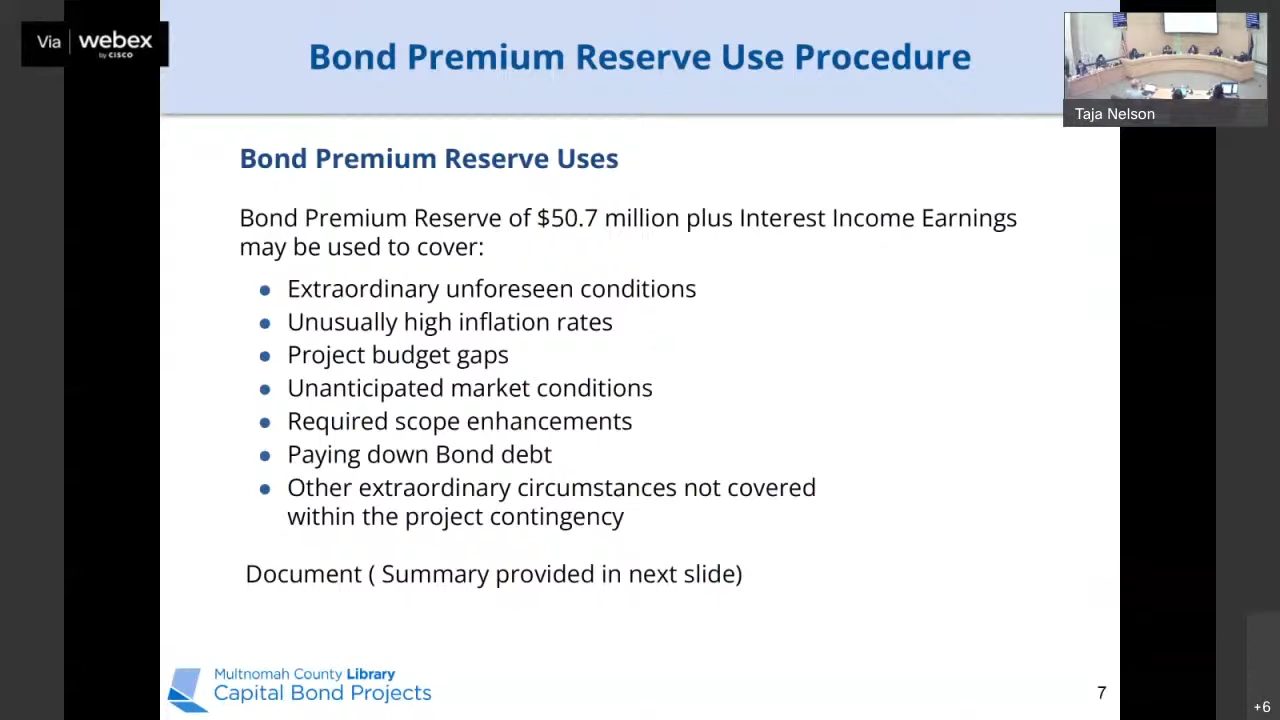 Via webex
by CISCO
Bond Premium Reserve Use Procedure
Taja Nelson
Bond Premium Reserve Uses
Bond Premium Reserve of $50.7 million plus Interest Income Earnings
may be used to cover:
● Extraordinary unforeseen conditions
● Unusually high inflation rates
● Project budget gaps
● Unanticipated market conditions
● Required scope enhancements
● Paying down Bond debt
● Other extraordinary circumstances not covered
within the project contingency
Document ( Summary provided in next slide)
Multnomah County Library
Capital Bond Projects
7
+6